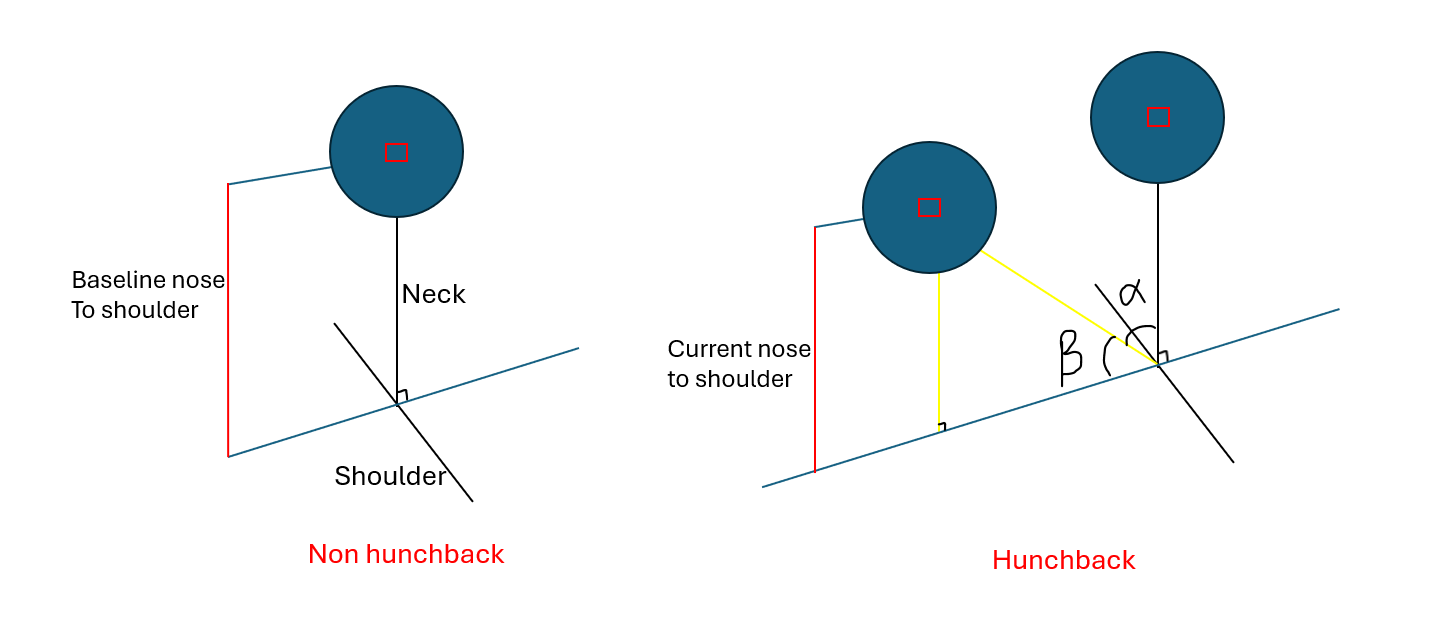 Baseline nose
To shoulder
Neck
Shoulder
Non hunchback
Current nose
to shoulder
α
β
Hunchback